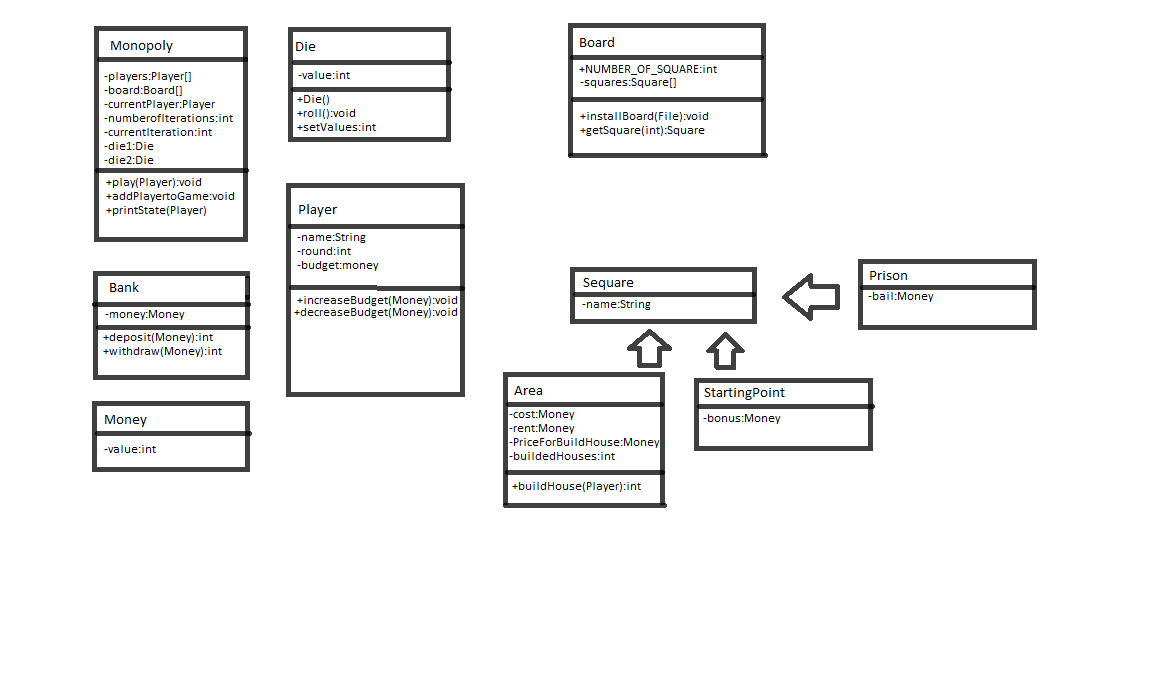 Monopoly
-players:Player[]
-board:Board[]
-currentPlayer:Player
-numberofIterations:int
-currentIteration:int
-die1:Die
-die2:Die
+play(Player):void
+addPlayertoGame:void
+printState(Player)
Die
-value:int
+Die()
+roll():void
+setValues:int
Board
+NUMBER_OF_SQUARE:int
-squares:Square[]
+installBoard(File):void
+getSquare(int):Square
Player
-name:String
-round:int
-budget:money
+increaseBudget(Money):void
+decreaseBudget(Money):void
Bank
-money:Money
+deposit(Money):int
+withdraw(Money):int
Money
-value:int
Sequare
-name:String
Prison
-bail:Money
Area
-cost:Money
-rent:Money
-PriceForBuildHouse:Money
-buildedHouses:int
+buildHouse(Player):int
StartingPoint
-bonus:Money